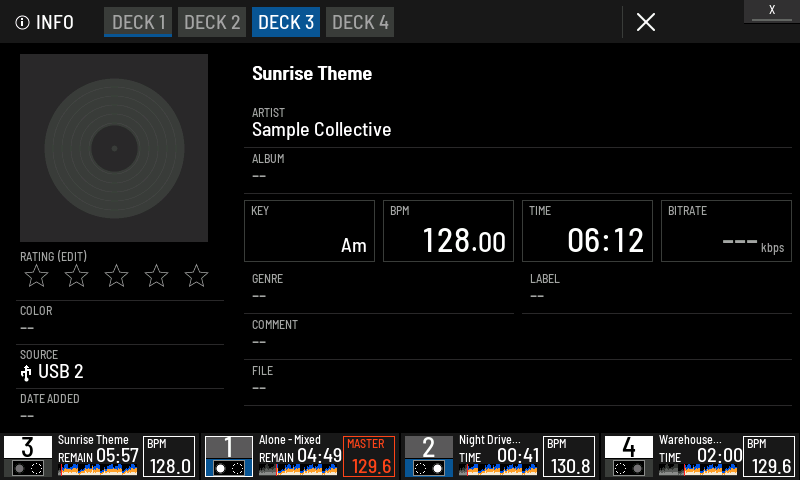 INFO DECK 1 DECK 2 DECK 3 DECK 4 X
Sunrise Theme
ARTIST
Sample Collective
ALBUM
--
KEY BPM TIME BITRATE
Am 128.00 06:12 --- kbps
RATING (EDIT)
GENRE LABEL
-- --
COLOR
--
COMMENT
--
SOURCE
USB 2
FILE
--
DATE ADDED
--
3 Sunrise Theme BPM
REMAIN 05:57 128.0
1 Alone - Mixed MASTER
REMAIN 04:49 129.6
2 Night Drive... BPM
TIME 00:41 130.8
4 Warehouse... BPM
TIME 02:00 129.6